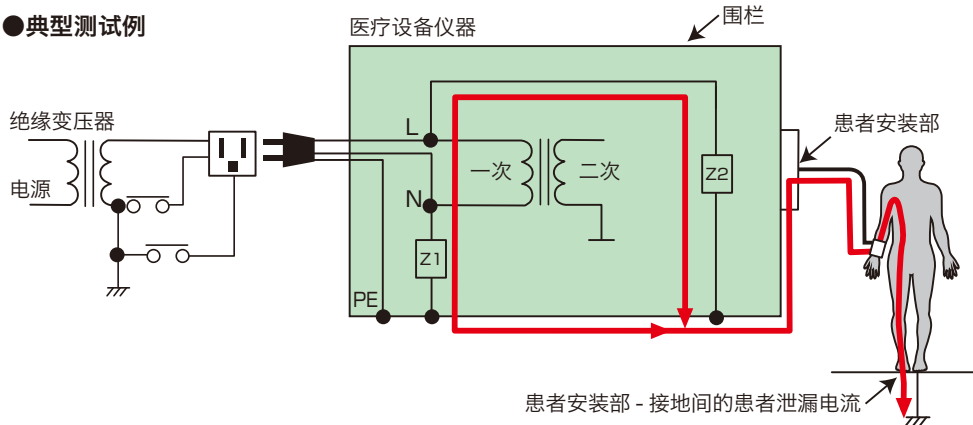 ●典型测试例
医疗设备仪器
围栏
绝缘变压器
电源
L
N
PE
Z1
一次
二次
Z2
患者安装部
患者安装部 - 接地间的患者泄漏电流